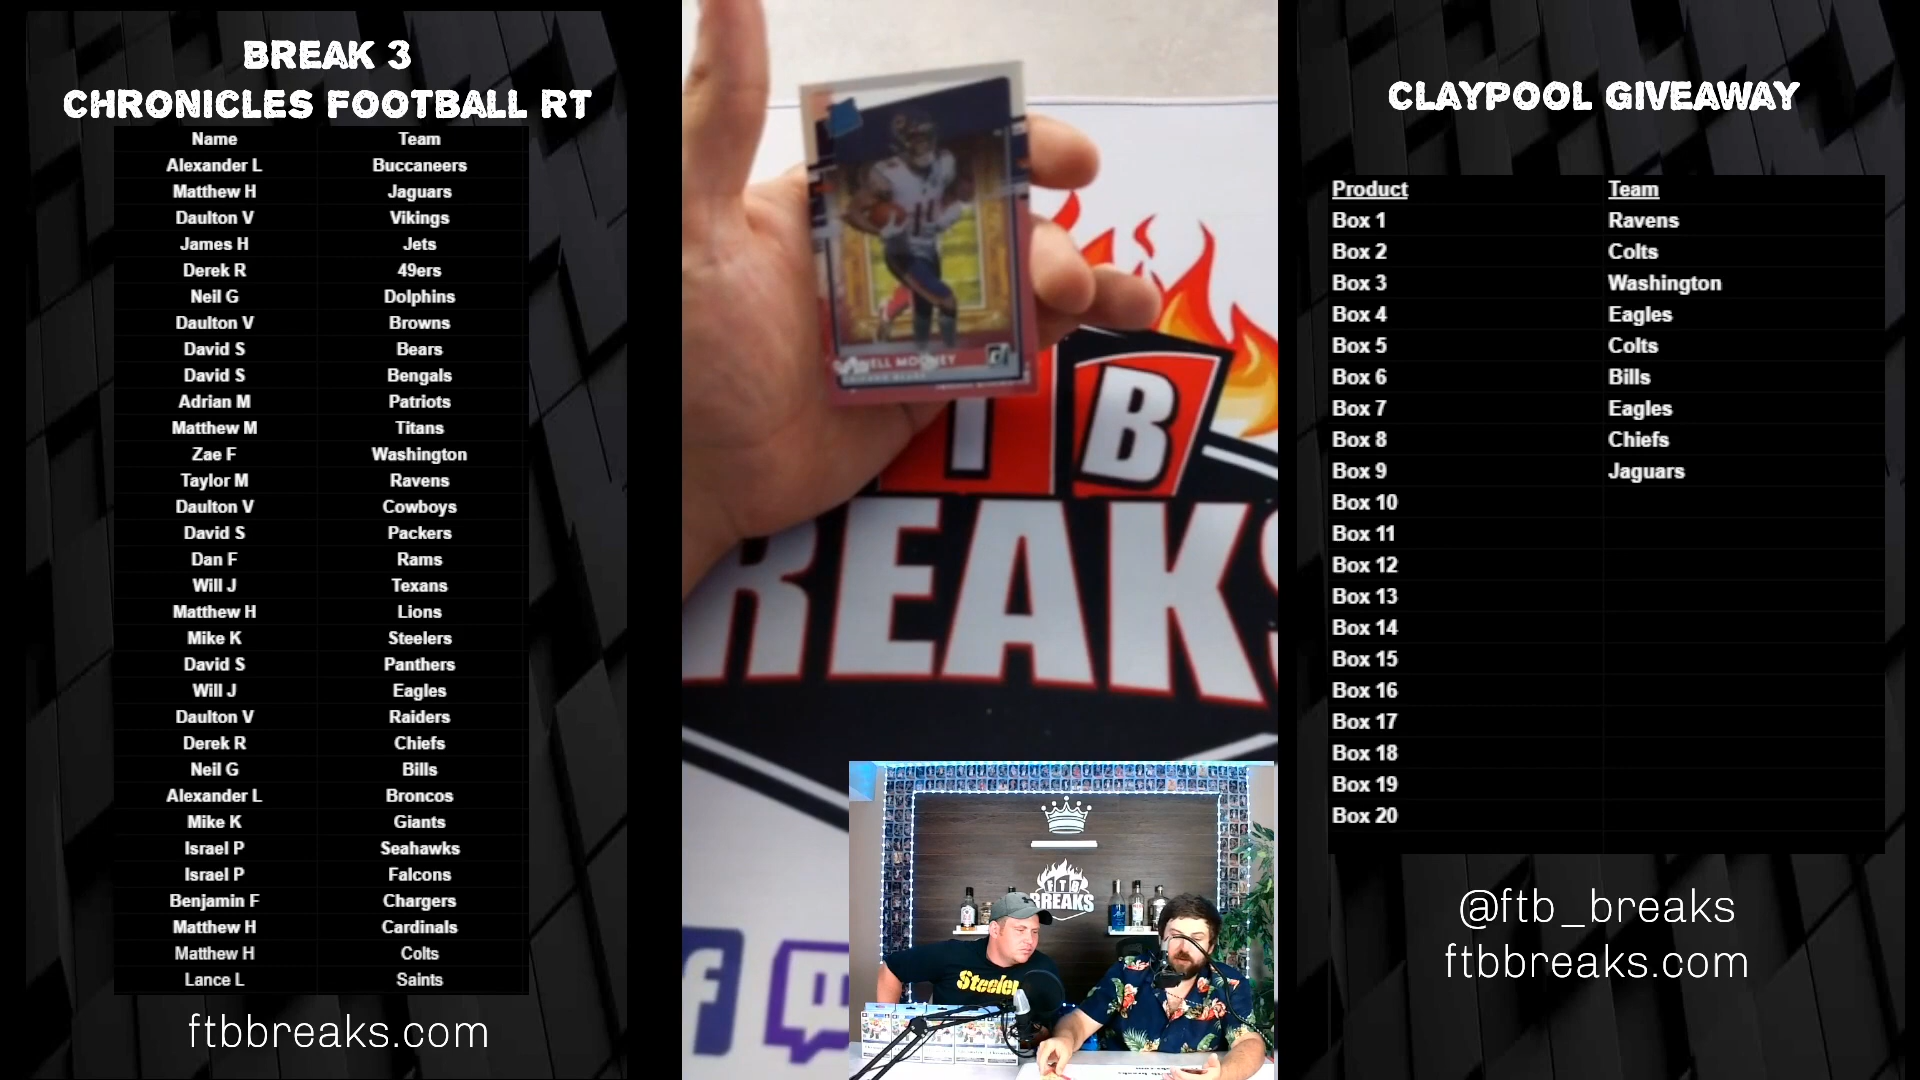 BREAK 3
CHRONICLES FOOTBALL RT
Name Team
Alexander L Buccaneers
Matthew H Jaguars
Daulton V Vikings
James H Jets
Derek R 49ers
Neil G Dolphins
Daulton V Browns
David S Bears
David S Bengals
Adrian M Patriots
Matthew M Titans
Zae F Washington
Taylor M Ravens
Daulton V Cowboys
David S Packers
Dan F Rams
Will J Texans
Matthew H Lions
Mike K Steelers
David S Panthers
Will J Eagles
Daulton V Raiders
Derek R Chiefs
Neil G Bills
Alexander L Broncos
Mike K Giants
Israel P Seahawks
Israel P Falcons
Benjamin F Chargers
Matthew H Cardinals
Matthew H Colts
Lance L Saints
ftbbreaks.com
MOONEY
T B
BREAKS
f
FTB
BREAKS
Steeler
CLAYPOOL GIVEAWAY
Product Team
Box 1 Ravens
Box 2 Colts
Box 3 Washington
Box 4 Eagles
Box 5 Colts
Box 6 Bills
Box 7 Eagles
Box 8 Chiefs
Box 9 Jaguars
Box 10
Box 11
Box 12
Box 13
Box 14
Box 15
Box 16
Box 17
Box 18
Box 19
Box 20
@ftb_breaks
ftbbreaks.com